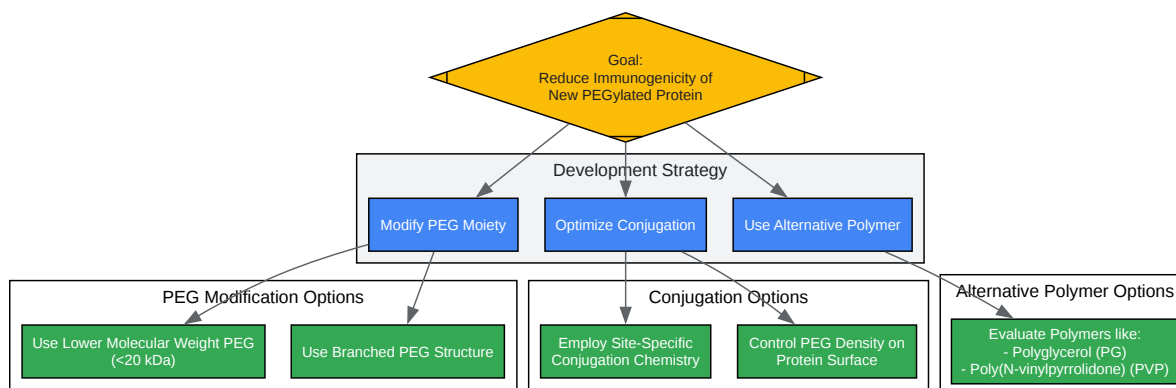 Goal:
Reduce Immunogenicity of
New PEGylated Protein
Development Strategy
Modify PEG Moiety
Optimize Conjugation
Use Alternative Polymer
PEG Modification Options
Conjugation Options
Alternative Polymer Options
Use Lower Molecular Weight PEG
(<20 kDa)
Use Branched PEG Structure
Employ Site-Specific
Conjugation Chemistry
Control PEG Density on
Protein Surface
Evaluate Polymers like:
- Polyglycerol (PG)
- Poly(N-vinylpyrrolidone) (PVP)